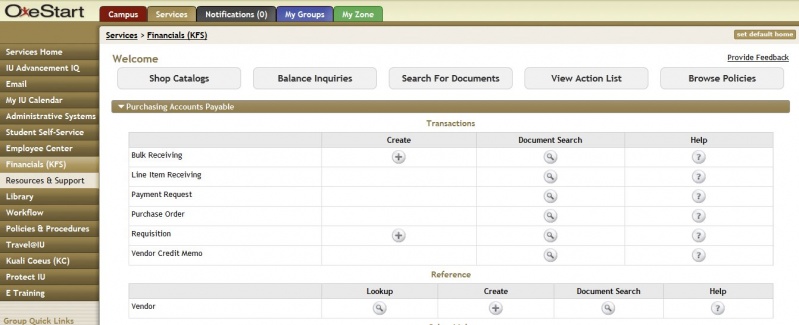 OneStart
Campus Services Notifications (0) My Groups My Zone
Services > Financials (KFS) set default home
Services Home
IU Advancement IQ
Email
My IU Calendar
Administrative Systems
Student Self-Service
Employee Center
Financials (KFS)
Resources & Support
Library
Workflow
Policies & Procedures
Travel@IU
Kuali Coeus (KC)
Protect IU
E Training
Group Quick Links
Welcome Provide Feedback
Shop Catalogs Balance Inquiries Search For Documents View Action List Browse Policies
Purchasing Accounts Payable
Transactions
Create Document Search Help
Bulk Receiving
Line Item Receiving
Payment Request
Purchase Order
Requisition
Vendor Credit Memo
Reference
Lookup Create Document Search Help
Vendor